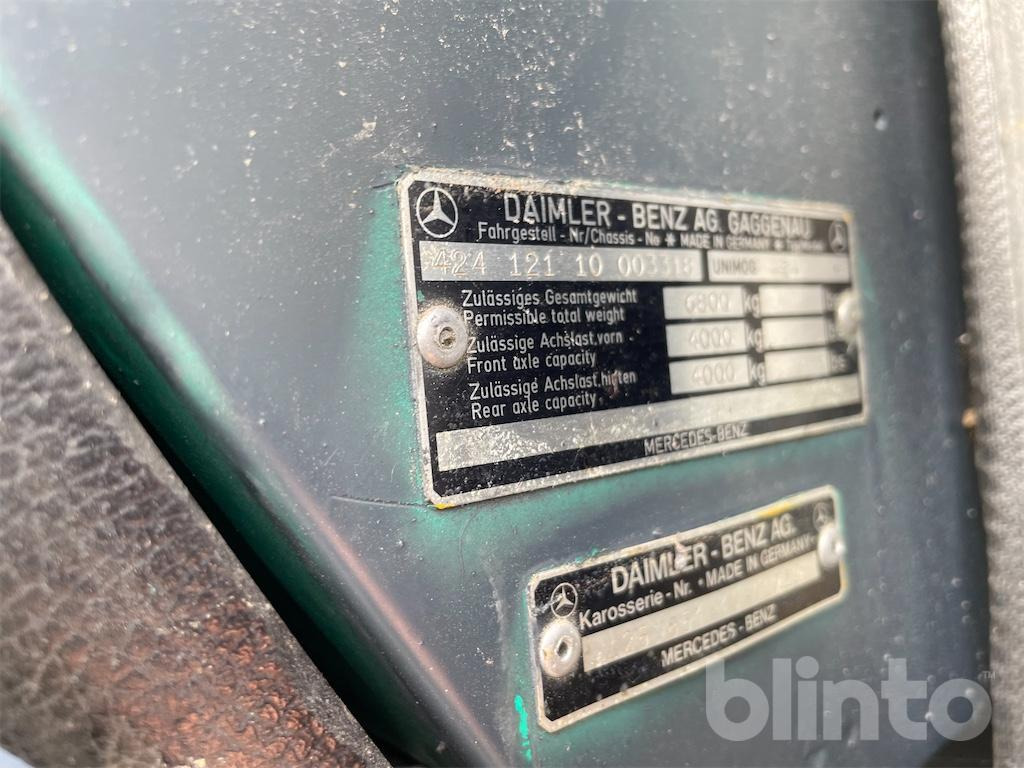 DAIMLER - BENZ AG. GAGGENAU
Fahrgestell - Nr/Chassis - No ✱ MADE IN GERMANY ✱
424 121 10 003318 UNIMOG
Zulässiges Gesamtgewicht
Permissible total weight
6800 kg
Zulässige Achslast.vorn
Front axle capacity
4000 kg
Zulässige Achslast.hinten
Rear axle capacity
4000 kg
MERCEDES-BENZ
DAIMLER - BENZ AG.
Karosserie - Nr. • MADE IN GERMANY
MERCEDES - BENZ
blinto™